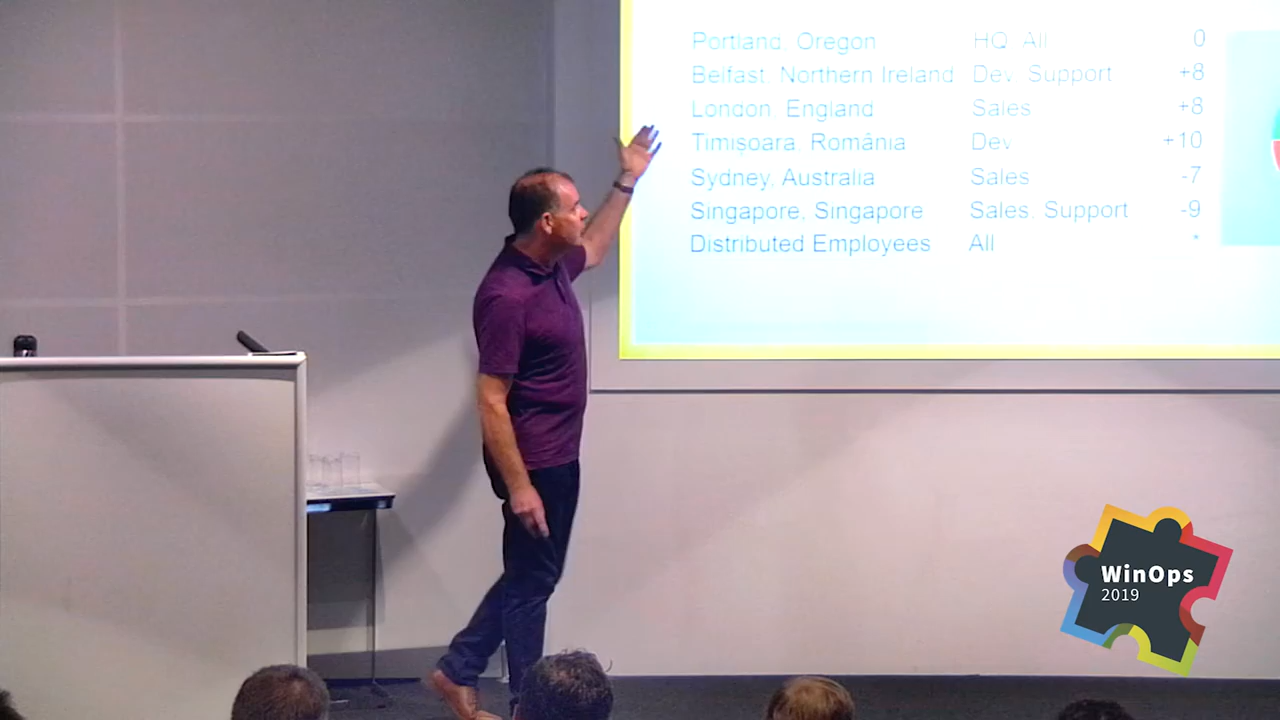 Portland, Oregon HQ, All 0
Belfast, Northern Ireland Dev, Support +8
London, England Sales +8
Timișoara, România Dev +10
Sydney, Australia Sales -7
Singapore, Singapore Sales, Support -9
Distributed Employees All *
WinOps
2019